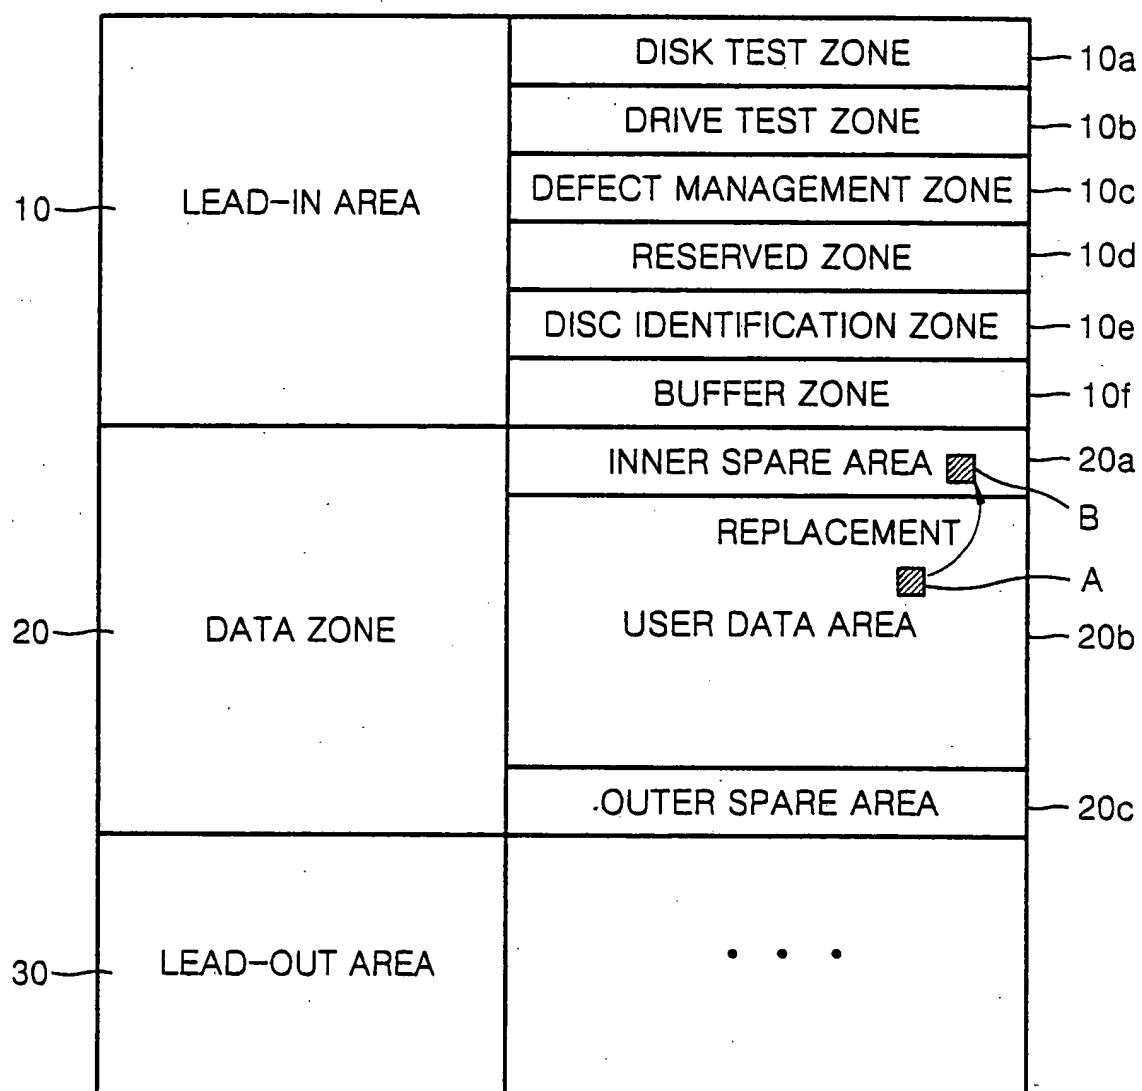 DISK TEST ZONE 10a
DRIVE TEST ZONE 10b
DEFECT MANAGEMENT ZONE 10c
10 LEAD-IN AREA
RESERVED ZONE 10d
DISC IDENTIFICATION ZONE 10e
BUFFER ZONE 10f
INNER SPARE AREA 20a
B
REPLACEMENT
A
20 DATA ZONE USER DATA AREA 20b
OUTER SPARE AREA 20c
30 LEAD-OUT AREA • • •